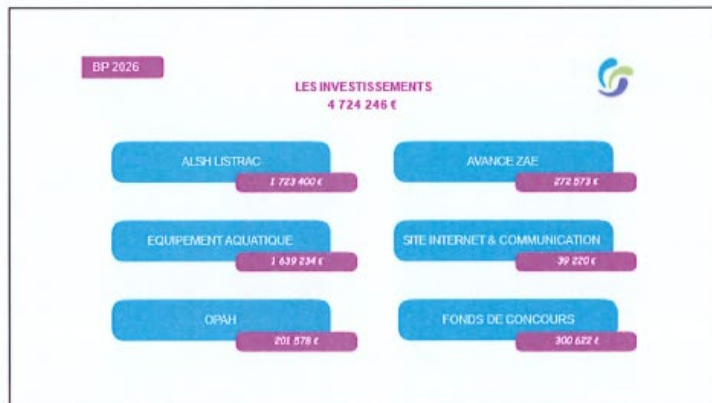 BP 2026
LES INVESTISSEMENTS
4 724 246 €
ALSH LISTRAC
1 723 400 €
AVANCE ZAE
272 573 €
EQUIPEMENT AQUATIQUE
1 639 234 €
SITE INTERNET & COMMUNICATION
39 220 €
OPAH
201 578 €
FONDS DE CONCOURS
300 622 €